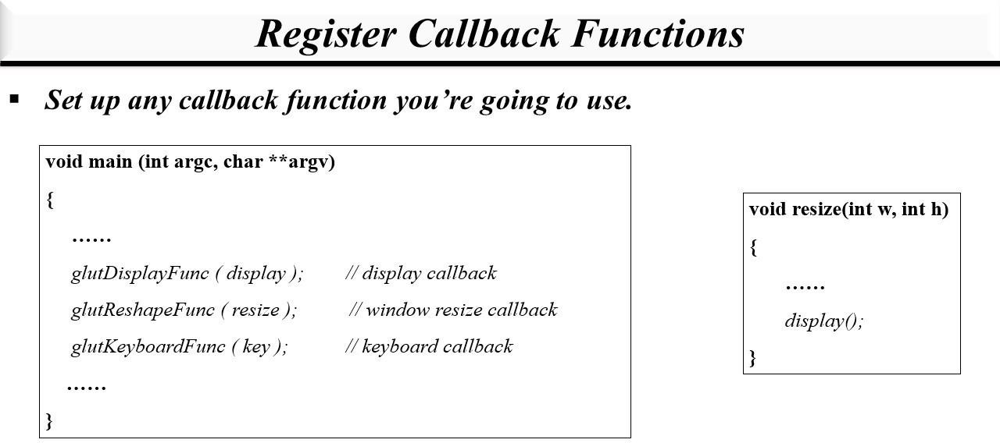 Register Callback Functions
▪ Set up any callback function you’re going to use.
void main (int argc, char **argv)
{
......
glutDisplayFunc ( display ); // display callback
glutReshapeFunc ( resize ); // window resize callback
glutKeyboardFunc ( key ); // keyboard callback
......
}
void resize(int w, int h)
{
......
display();
}